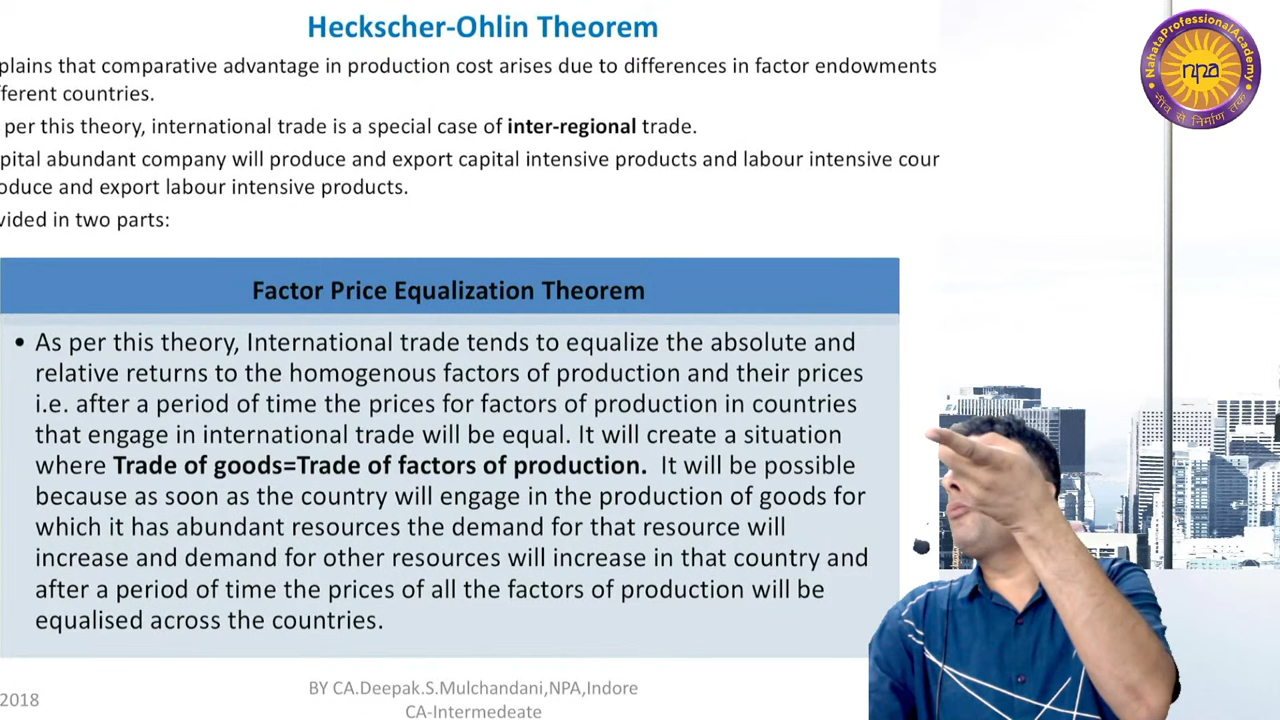 Heckscher-Ohlin Theorem
plains that comparative advantage in production cost arises due to differences in factor endowments
fferent countries.
per this theory, international trade is a special case of inter-regional trade.
pital abundant company will produce and export capital intensive products and labour intensive cour
oduce and export labour intensive products.
vided in two parts:
Factor Price Equalization Theorem
• As per this theory, International trade tends to equalize the absolute and
relative returns to the homogenous factors of production and their prices
i.e. after a period of time the prices for factors of production in countries
that engage in international trade will be equal. It will create a situation
where Trade of goods=Trade of factors of production. It will be possible
because as soon as the country will engage in the production of goods for
which it has abundant resources the demand for that resource will
increase and demand for other resources will increase in that country and
after a period of time the prices of all the factors of production will be
equalised across the countries.
2018
BY CA.Deepak.S.Mulchandani,NPA,Indore
CA-Intermedeate
NahataProfessionalAcademy
npa
नींव से निर्माण तक